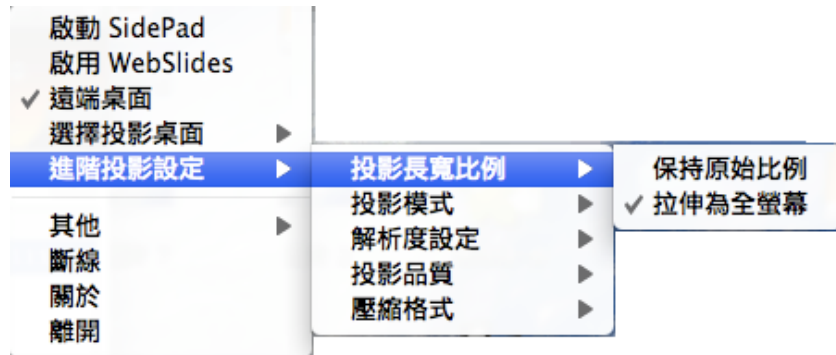 啟動 SidePad
啟用 WebSlides
遠端桌面
選擇投影桌面
進階投影設定
其他
斷線
關於
離開
投影長寬比例
投影模式
解析度設定
投影品質
壓縮格式
保持原始比例
拉伸為全螢幕